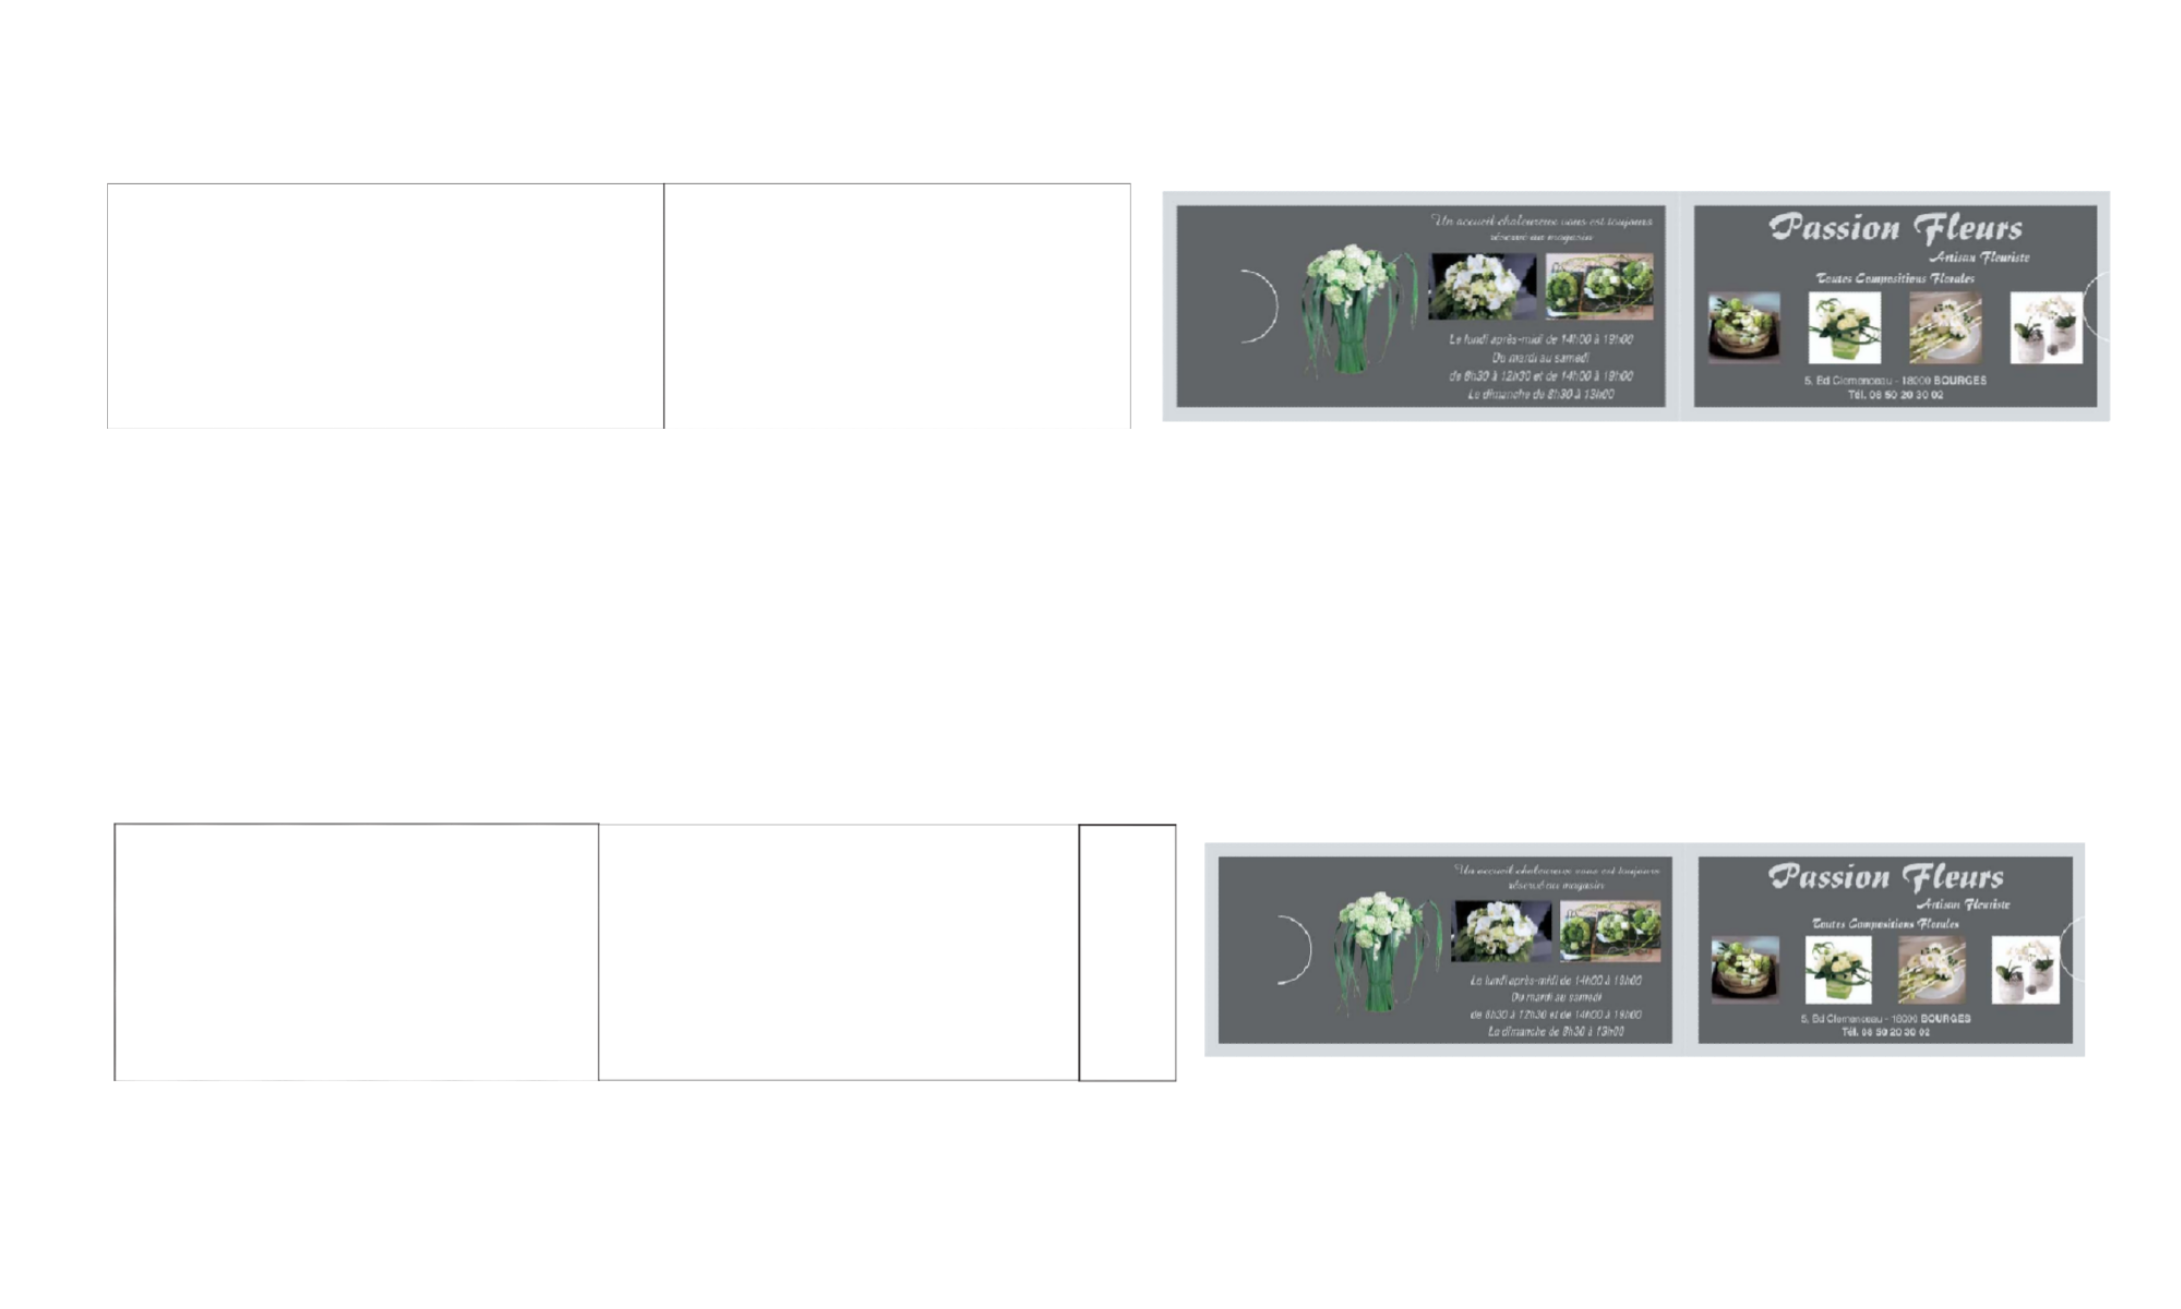 Un accueil chaleureux vous est toujours
réservé au magasin
Le lundi après-midi de 14h00 à 19h00
Du mardi au samedi
de 8h30 à 12h30 et de 14h00 à 19h00
Le dimanche de 8h30 à 13h00
Passion Fleurs
Artisan Fleuriste
Toutes Compositions Florales
5, Bd Clemenceau - 18000 BOURGES
Tél. 20 30 02
Un accueil chaleureux vous est toujours
réservé au magasin
Le lundi après-midi de 14h00 à 19h00
Du mardi au samedi
de 8h30 à 12h30 et de 14h00 à 19h00
Le dimanche de 8h30 à 13h00
Passion Fleurs
Artisan Fleuriste
Toutes Compositions Florales
5, Bd Clemenceau - 18000 BOURGES
Tél. 20 30 02